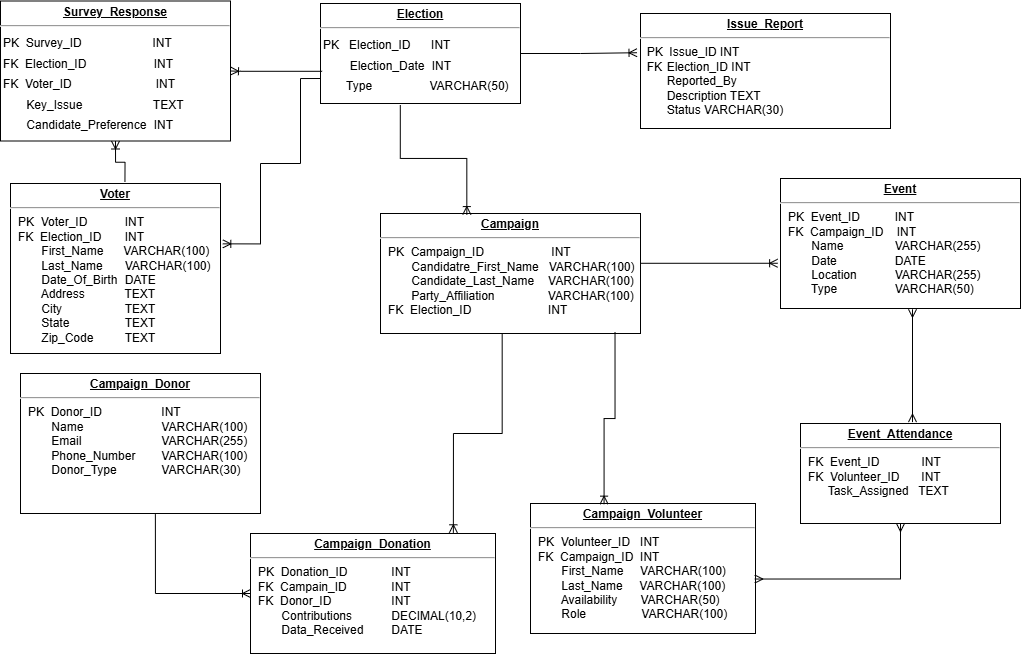 Survey_Response
PK Survey_ID INT
FK Election_ID INT
FK Voter_ID INT
Key_Issue TEXT
Candidate_Preference INT
Election
PK Election_ID INT
Election_Date INT
Type VARCHAR(50)
Issue_Report
PK Issue_ID INT
FK Election_ID INT
Reported_By
Description TEXT
Status VARCHAR(30)
Voter
PK Voter_ID INT
FK Election_ID INT
First_Name VARCHAR(100)
Last_Name VARCHAR(100)
Date_Of_Birth DATE
Address TEXT
City TEXT
State TEXT
Zip_Code TEXT
Campaign
PK Campaign_ID INT
Candidatre_First_Name VARCHAR(100)
Candidate_Last_Name VARCHAR(100)
Party_Affiliation VARCHAR(100)
FK Election_ID INT
Event
PK Event_ID INT
FK Campaign_ID INT
Name VARCHAR(255)
Date DATE
Location VARCHAR(255)
Type VARCHAR(50)
Campaign_Donor
PK Donor_ID INT
Name VARCHAR(100)
Email VARCHAR(255)
Phone_Number VARCHAR(100)
Donor_Type VARCHAR(30)
Event_Attendance
FK Event_ID INT
FK Volunteer_ID INT
Task_Assigned TEXT
Campaign_Donation
PK Donation_ID INT
FK Campain_ID INT
FK Donor_ID INT
Contributions DECIMAL(10,2)
Data_Received DATE
Campaign_Volunteer
PK Volunteer_ID INT
FK Campaign_ID INT
First_Name VARCHAR(100)
Last_Name VARCHAR(100)
Availability VARCHAR(50)
Role VARCHAR(100)